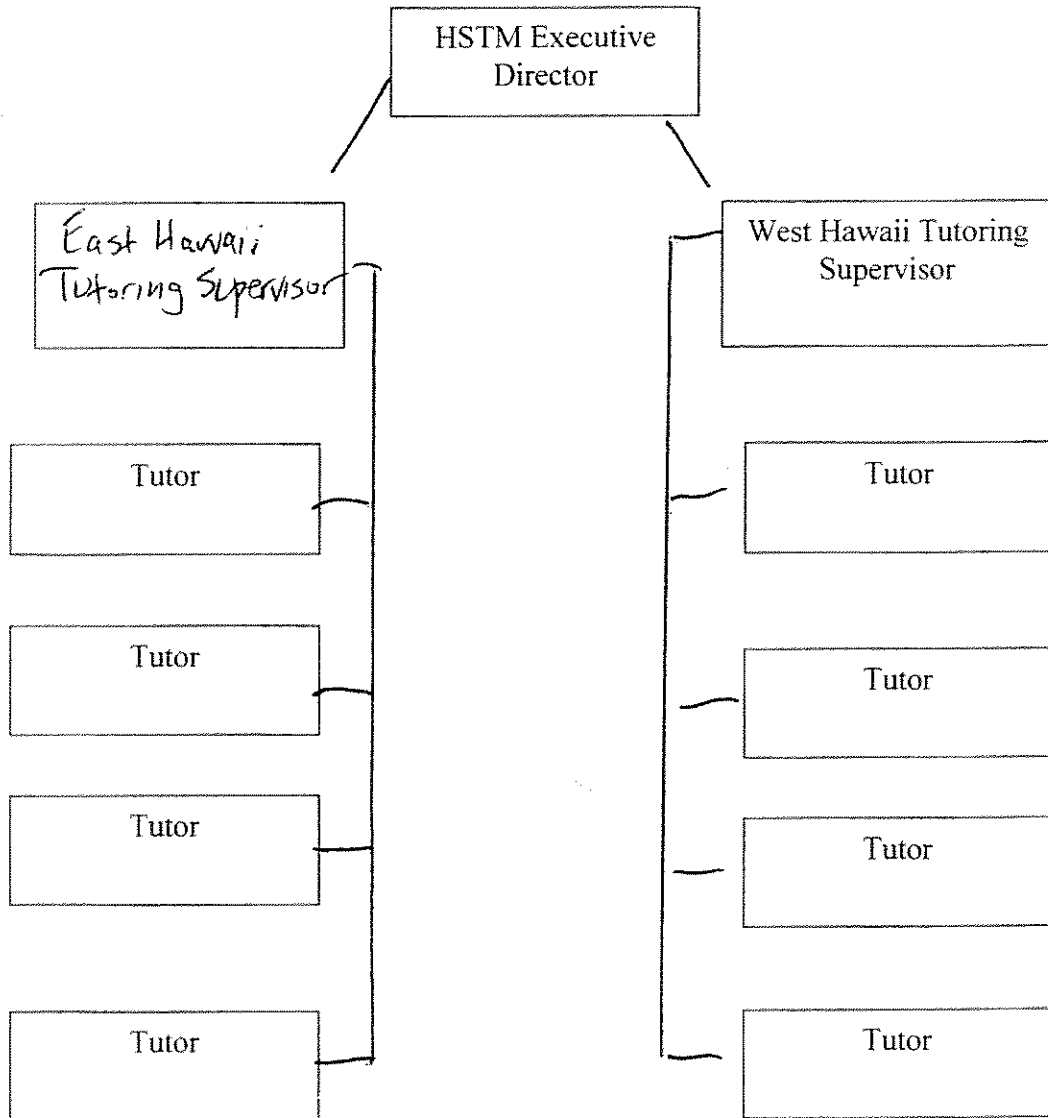 HSTM Executive
Director
East Hawaii
Tutoring Supervisor
West Hawaii Tutoring
Supervisor
Tutor
Tutor
Tutor
Tutor
Tutor
Tutor
Tutor
Tutor